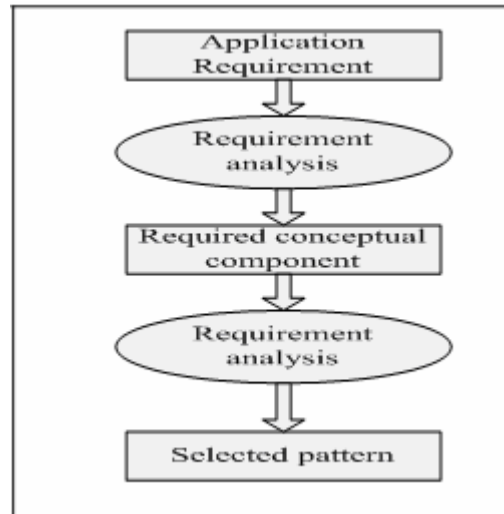 Application
Requirement
Requirement
analysis
Required conceptual
component
Requirement
analysis
Selected pattern